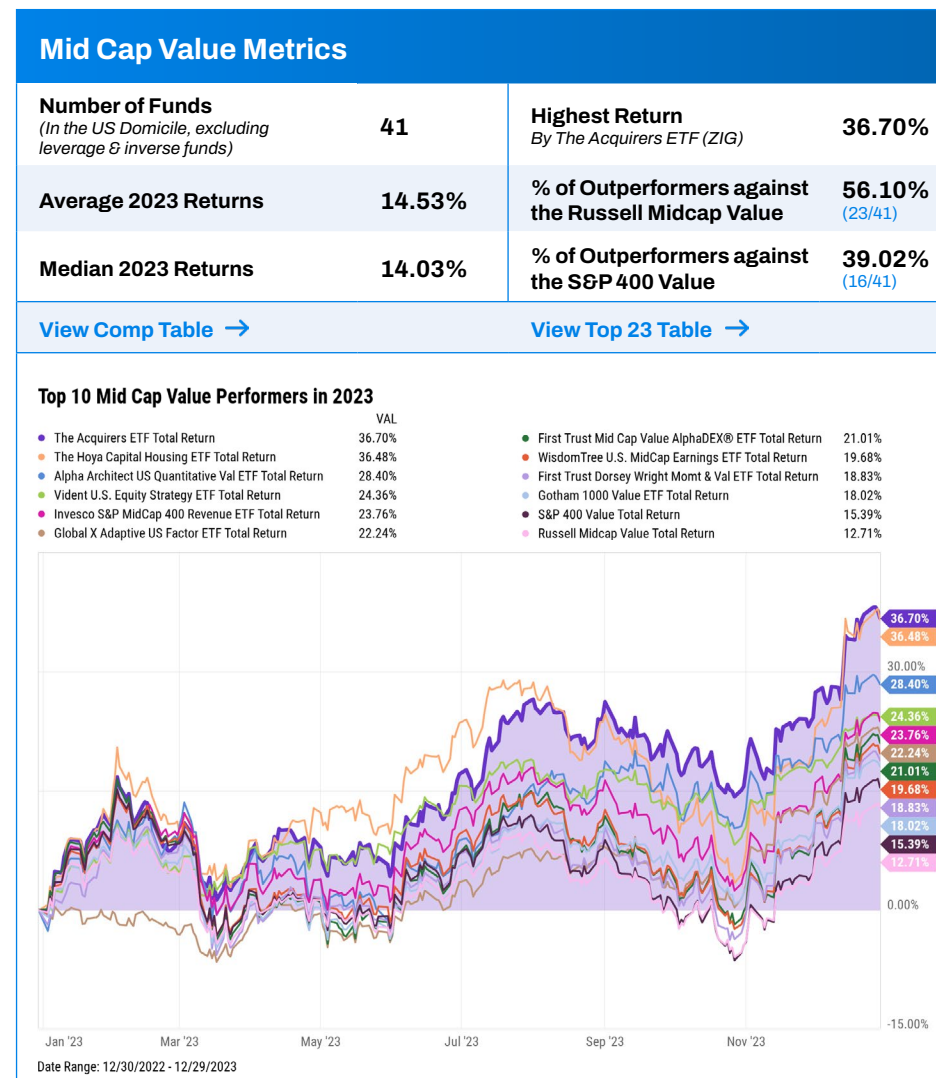 Mid Cap Value Metrics
Number of Funds
(In the US Domicile, excluding
leverage & inverse funds)
41
Highest Return
By The Acquirers ETF (ZIG)
36.70%
Average 2023 Returns
14.53%
% of Outperformers against
the Russell Midcap Value
56.10%
(23/41)
Median 2023 Returns
14.03%
% of Outperformers against
the S&P 400 Value
39.02%
(16/41)
View Comp Table →
View Top 23 Table →
Top 10 Mid Cap Value Performers in 2023
VAL
The Acquirers ETF Total Return 36.70%
The Hoya Capital Housing ETF Total Return 36.48%
Alpha Architect US Quantitative Val ETF Total Return 28.40%
Vident U.S. Equity Strategy ETF Total Return 24.36%
Invesco S&P MidCap 400 Revenue ETF Total Return 23.76%
Global X Adaptive US Factor ETF Total Return 22.24%
First Trust Mid Cap Value AlphaDEX® ETF Total Return 21.01%
WisdomTree U.S. MidCap Earnings ETF Total Return 19.68%
First Trust Dorsey Wright Momt & Val ETF Total Return 18.83%
Gotham 1000 Value ETF Total Return 18.02%
S&P 400 Value Total Return 15.39%
Russell Midcap Value Total Return 12.71%
36.70%
36.48%
30.00%
28.40%
24.36%
23.76%
22.24%
21.01%
19.68%
18.83%
18.02%
15.39%
12.71%
0.00%
-15.00%
Jan '23 Mar '23 May '23 Jul '23 Sep '23 Nov '23
Date Range: 12/30/2022 - 12/29/2023